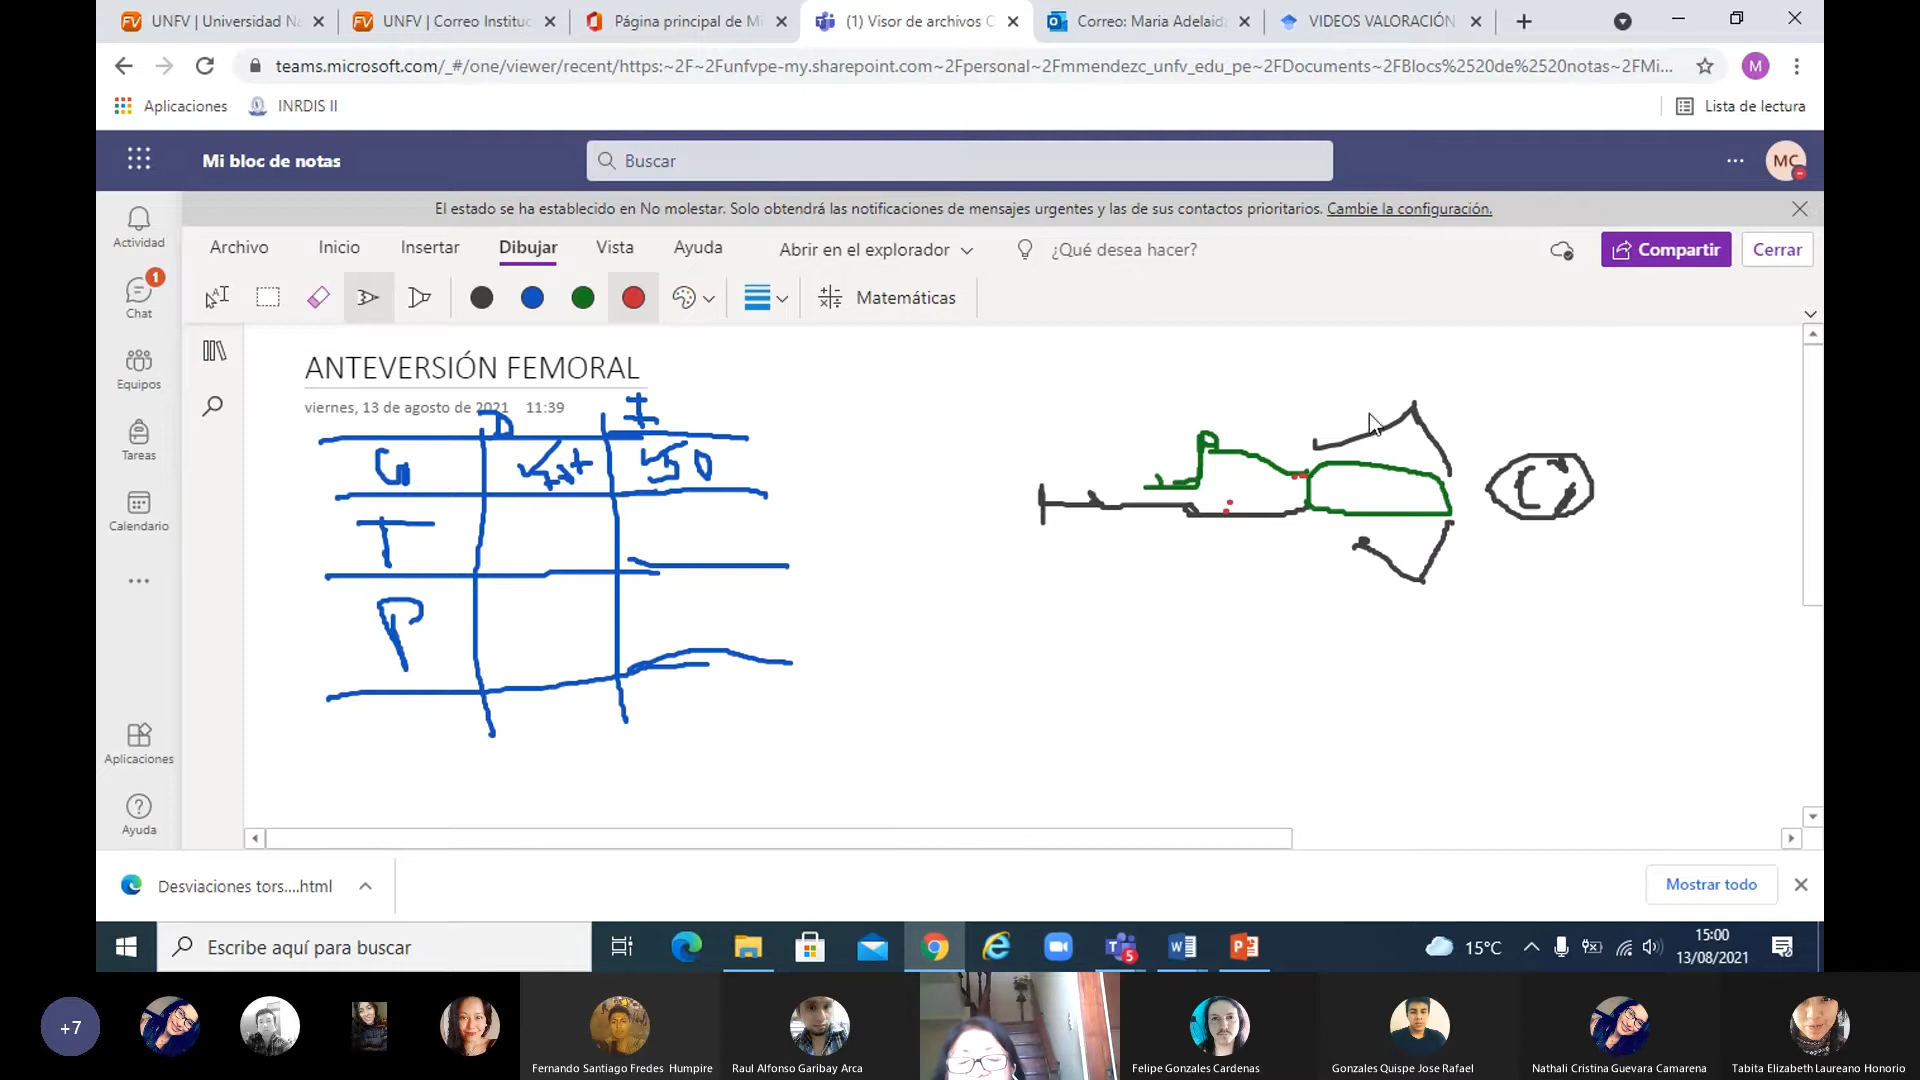 UNFV | Universidad Na
UNFV | Correo Instituc
Página principal de Mi
(1) Visor de archivos C
Correo: Maria Adelaid
VIDEOS VALORACIÓN
teams.microsoft.com/_#/one/viewer/recent/https:~2F~2Funfvpe-my.sharepoint.com~2Fpersonal~2Fmmendezc_unfv_edu_pe~2FDocuments~2FBlocs%2520de%2520notas~2FMi...
M
Aplicaciones
INRDIS II
Lista de lectura
Mi bloc de notas
Buscar
MC
El estado se ha establecido en No molestar. Solo obtendrá las notificaciones de mensajes urgentes y las de sus contactos prioritarios. Cambie la configuración.
Actividad
1
Chat
Equipos
Tareas
Calendario
Aplicaciones
Ayuda
Archivo
Inicio
Insertar
Dibujar
Vista
Ayuda
Abrir en el explorador
¿Qué desea hacer?
Compartir
Cerrar
Matemáticas
ANTEVERSIÓN FEMORAL
viernes, 13 de agosto de 2021 11:39
D I
G
T
P
Desviaciones tors....html
Mostrar todo
Escribe aquí para buscar
5
15°C
15:00
13/08/2021
+7
Fernando Santiago Fredes Humpire
Raul Alfonso Garibay Arca
Felipe Gonzales Cardenas
Gonzales Quispe Jose Rafael
Nathali Cristina Guevara Camarena
Tabita Elizabeth Laureano Honorio